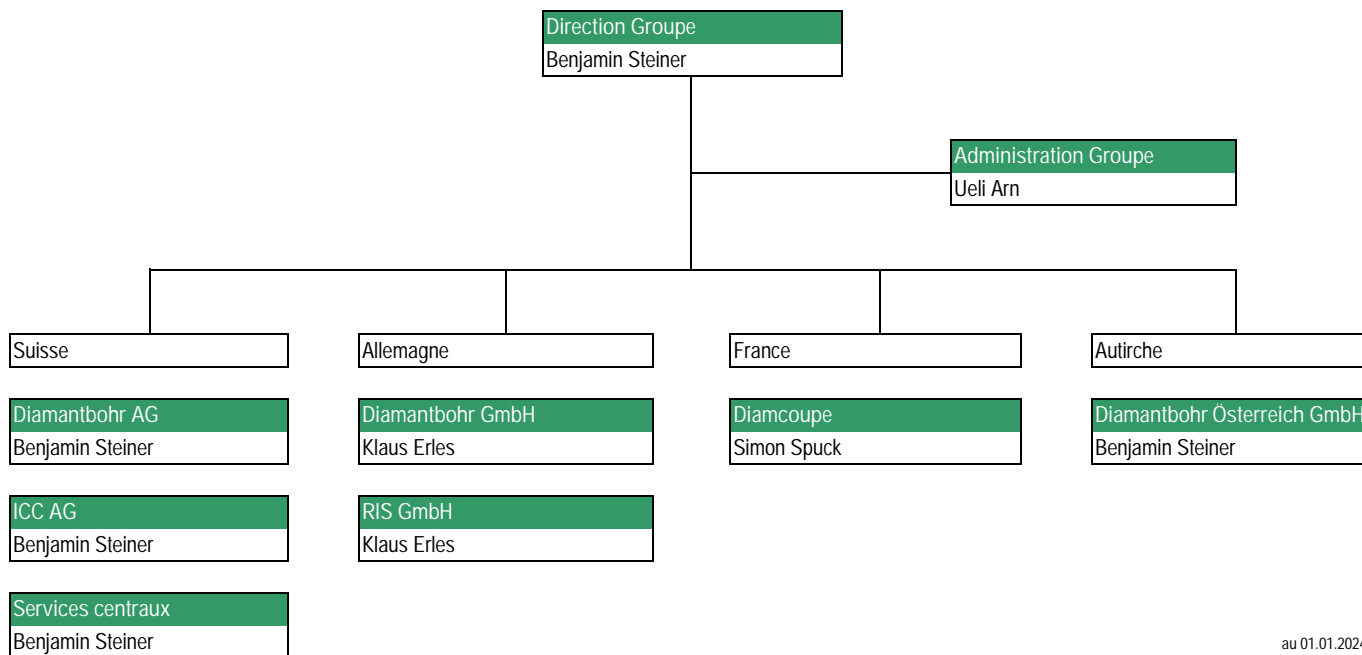 Direction Groupe
Benjamin Steiner
Administration Groupe
Ueli Arn
Suisse
Allemagne
France
Autirche
Diamantbohr AG
Benjamin Steiner
Diamantbohr GmbH
Klaus Erles
Diamcoupe
Simon Spuck
Diamantbohr Österreich GmbH
Benjamin Steiner
ICC AG
Benjamin Steiner
RIS GmbH
Klaus Erles
Services centraux
Benjamin Steiner
au 01.01.2024